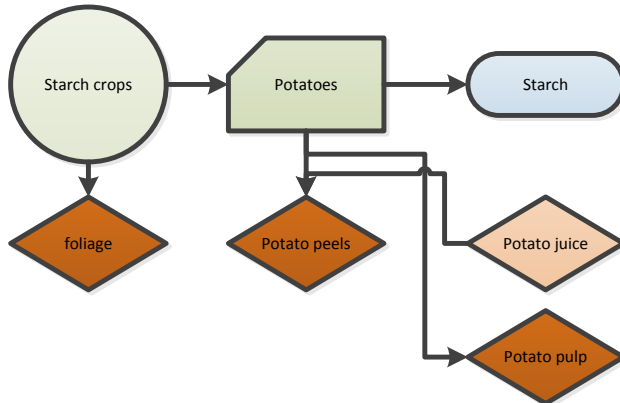 Starch crops
Potatoes
Starch
foliage
Potato peels
Potato juice
Potato pulp